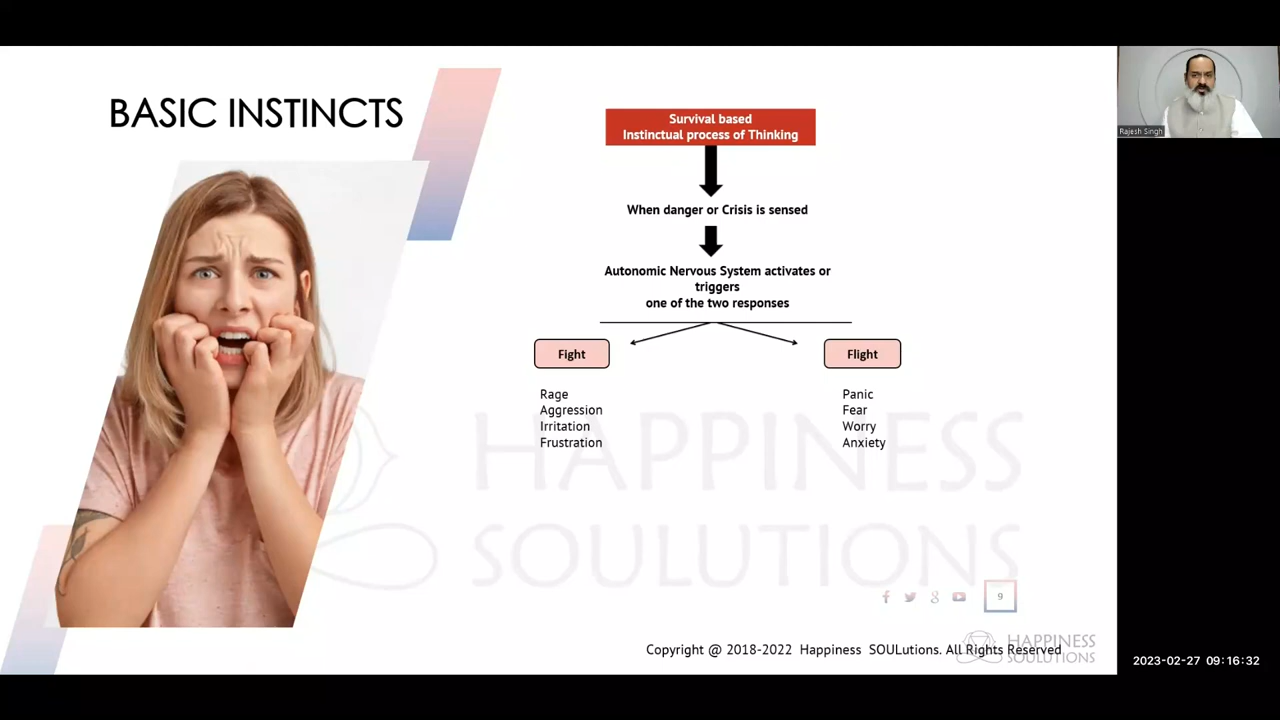 BASIC INSTINCTS
Survival based
Instinctual process of Thinking
When danger or Crisis is sensed
Autonomic Nervous System activates or
triggers
one of the two responses
Fight
Flight
Rage
Aggression
Irritation
Frustration
Panic
Fear
Worry
Anxiety
HAPPINESS
SOULUTIONS
9
Copyright @ 2018-2022 Happiness SOULutions. All Rights Reserved
HAPPINESS
SOULUTIONS
Rajesh Singh
2023-02-27 09:16:32